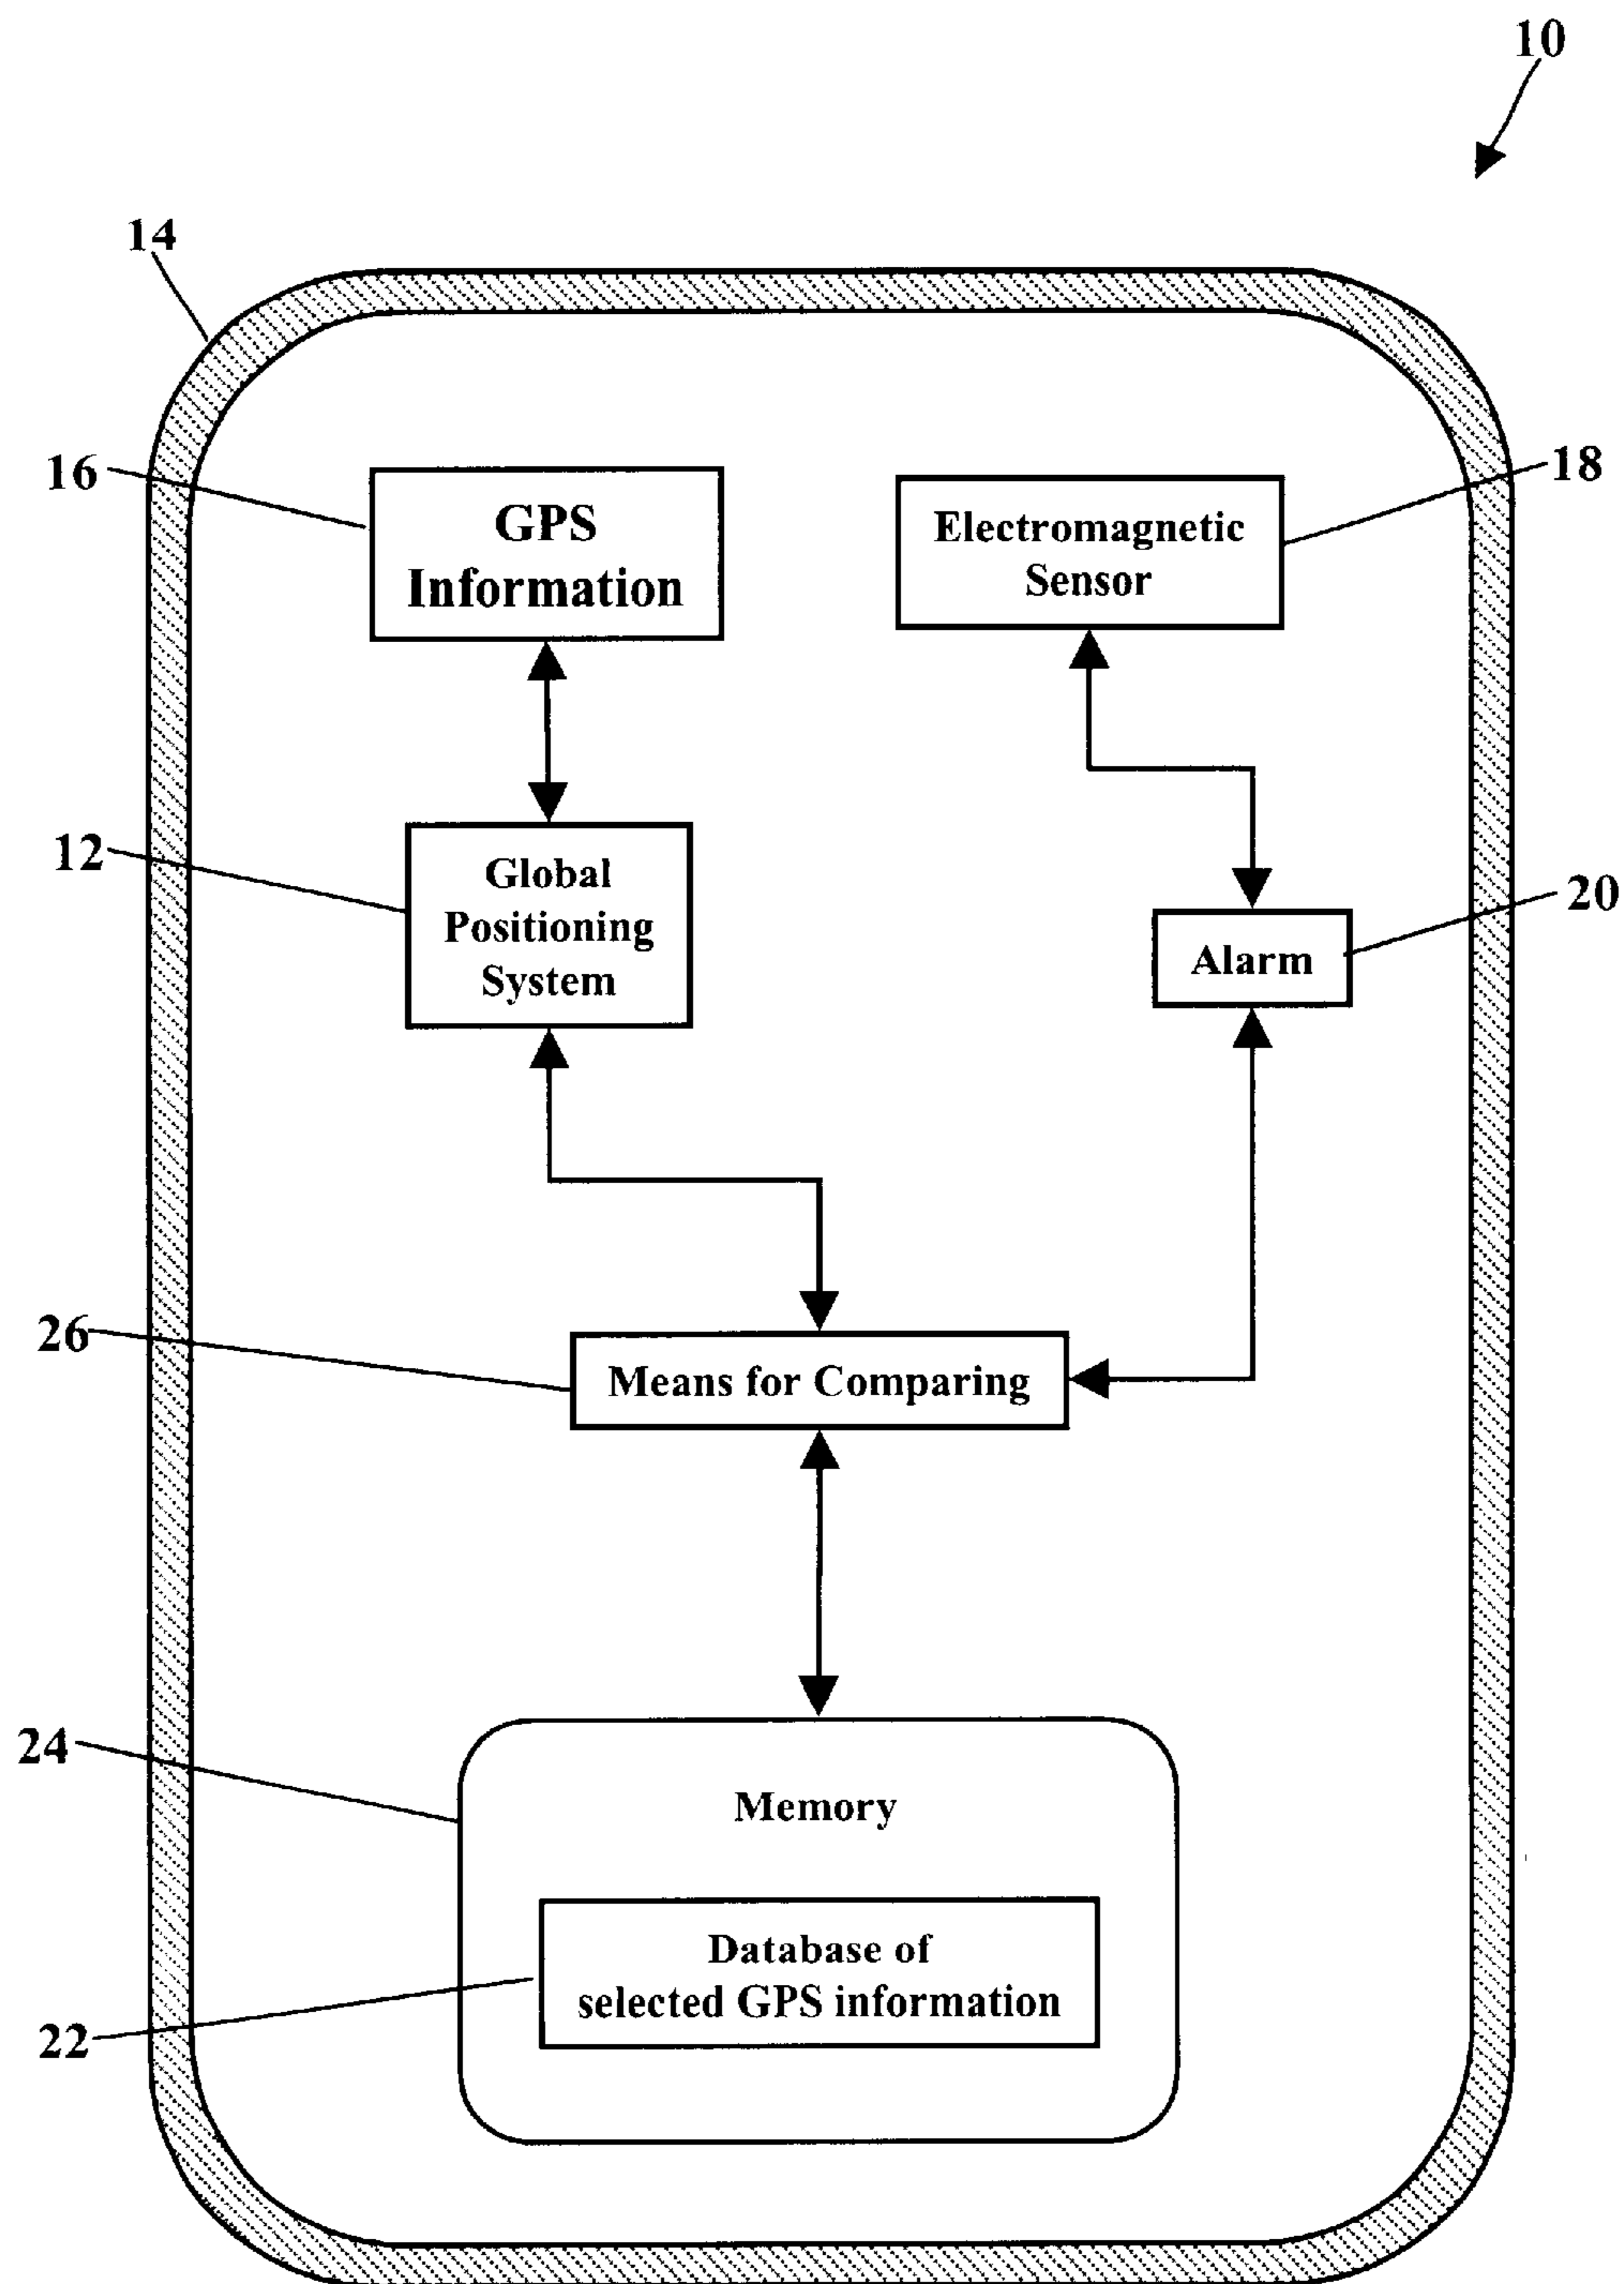 10
14
16
GPS
Information
18
Electromagnetic
Sensor
12
Global
Positioning
System
20
Alarm
26
Means for Comparing
24
Memory
22
Database of
selected GPS information